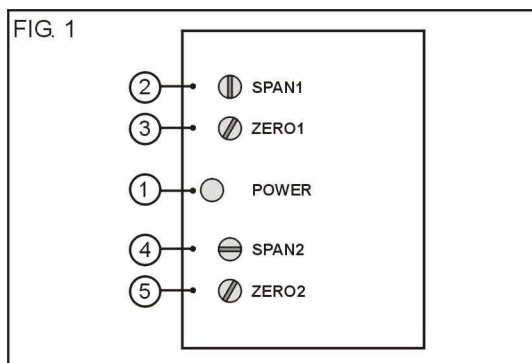 FIG. 1
2 SPAN1
3 ZERO1
1 POWER
4 SPAN2
5 ZERO2